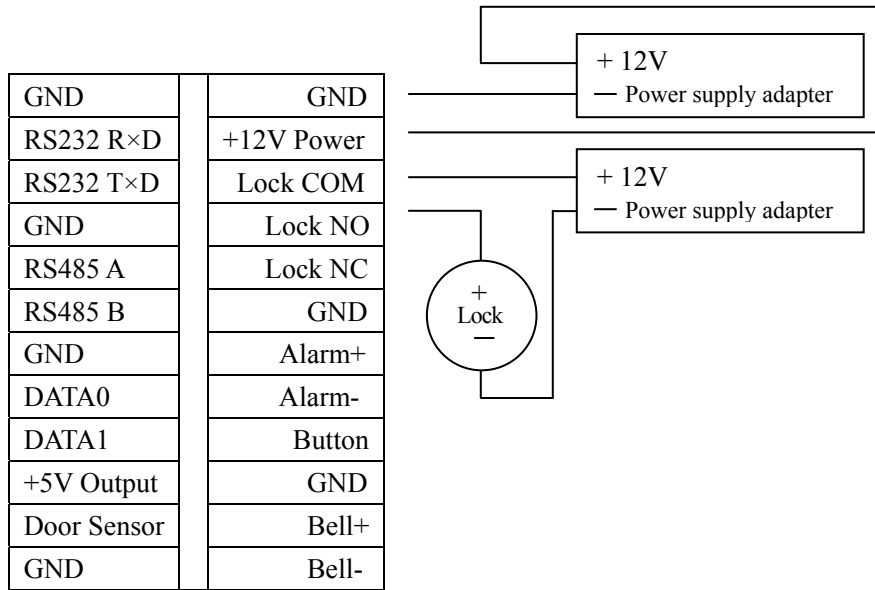 + 12V
— Power supply adapter
GND GND
RS232 R×D +12V Power
RS232 T×D Lock COM
GND Lock NO
RS485 A Lock NC
RS485 B GND
GND Alarm+
DATA0 Alarm-
DATA1 Button
+5V Output GND
Door Sensor Bell+
GND Bell-
+ 12V
— Power supply adapter
+
Lock
—